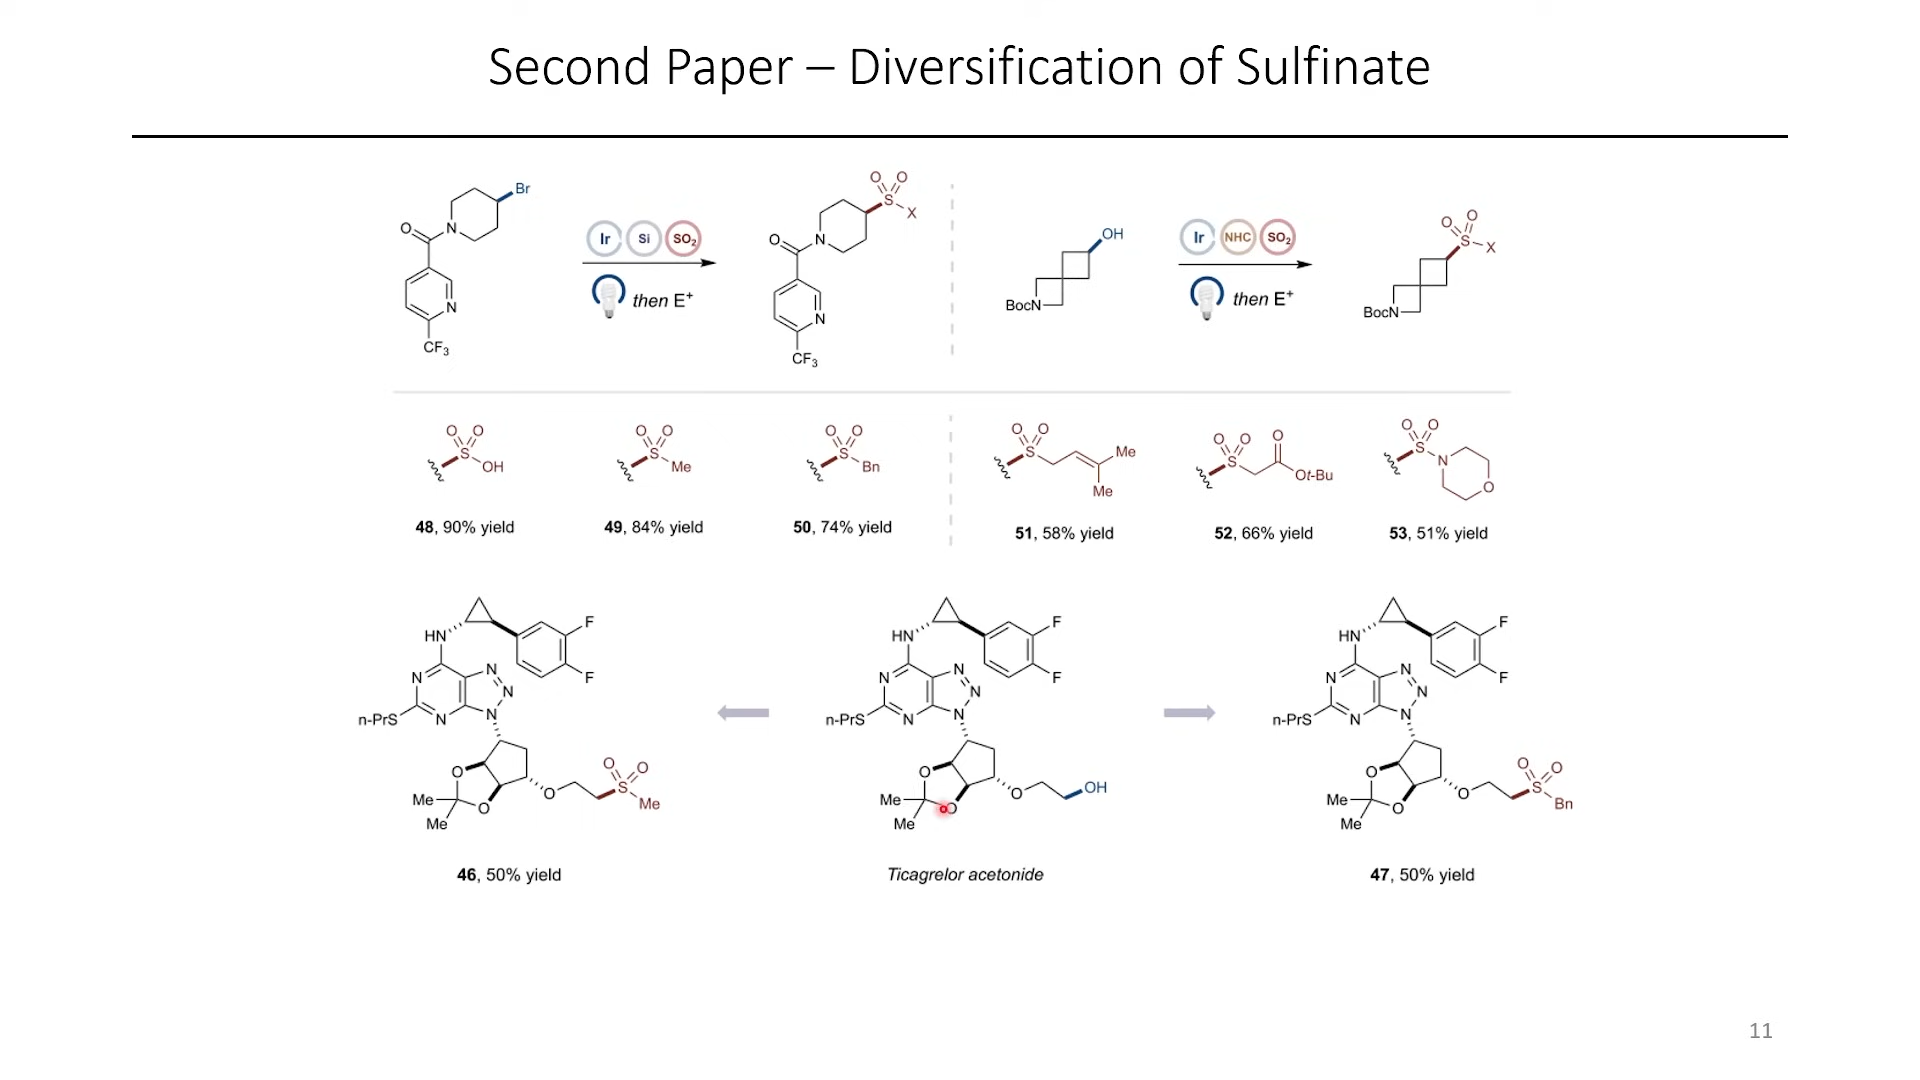 Second Paper – Diversification of Sulfinate
Br
O
N
N
CF3
Ir Si SO2
then E+
O O
S
X
O
N
N
CF3
OH
BocN
Ir NHC SO2
then E+
O O
S
X
BocN
O O
S
OH
48, 90% yield
O O
S
Me
49, 84% yield
O O
S
Bn
50, 74% yield
O O
S
Me
Me
51, 58% yield
O O
S
O
Ot-Bu
52, 66% yield
O O
S
N
O
53, 51% yield
F
F
HN
N
N
N
N
N
n-PrS
O
O
Me
Me
O
O O
S
Me
46, 50% yield
F
F
HN
N
N
N
N
N
n-PrS
O
O
Me
Me
O
OH
Ticagrelor acetonide
F
F
HN
N
N
N
N
N
n-PrS
O
O
Me
Me
O
O O
S
Bn
47, 50% yield
11